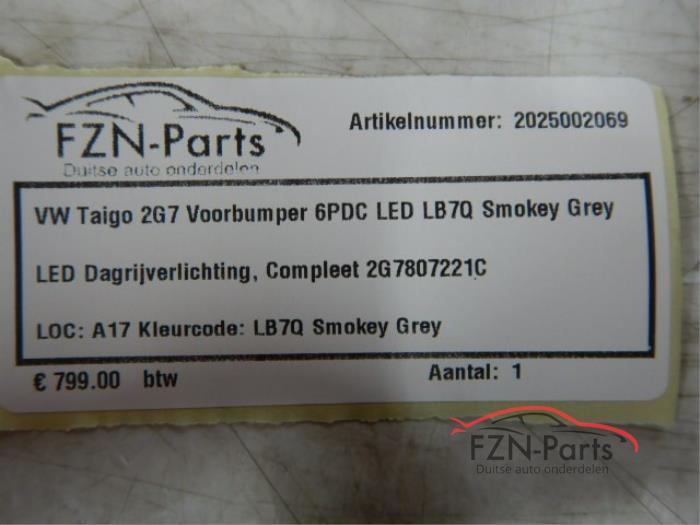 FZN-Parts
Duitse auto onderdelen
Artikelnummer: 2025002069
VW Taigo 2G7 Voorbumper 6PDC LED LB7Q Smokey Grey
LED Dagrijverlichting, Compleet 2G7807221C
LOC: A17 Kleurcode: LB7Q Smokey Grey
€ 799.00 btw
Aantal: 1
FZN-Parts
Duitse auto onderdelen